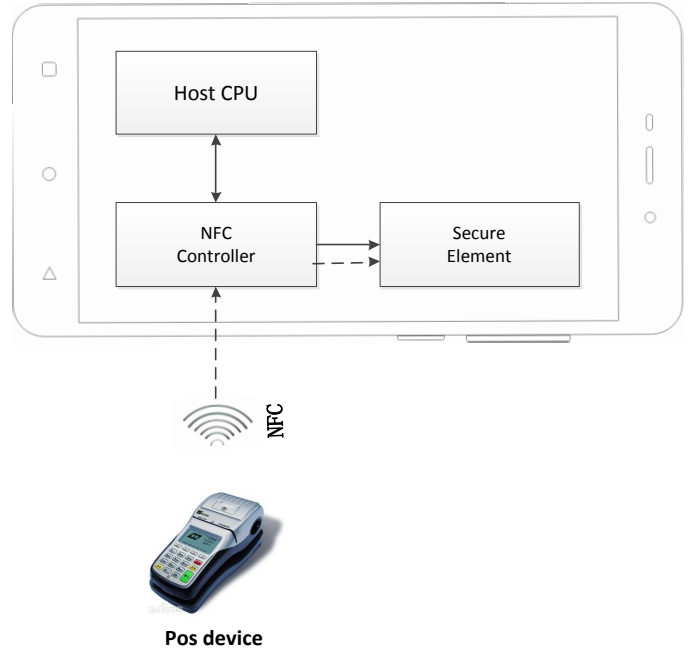 Host CPU
NFC
Controller
Secure
Element
NFC
Pos device